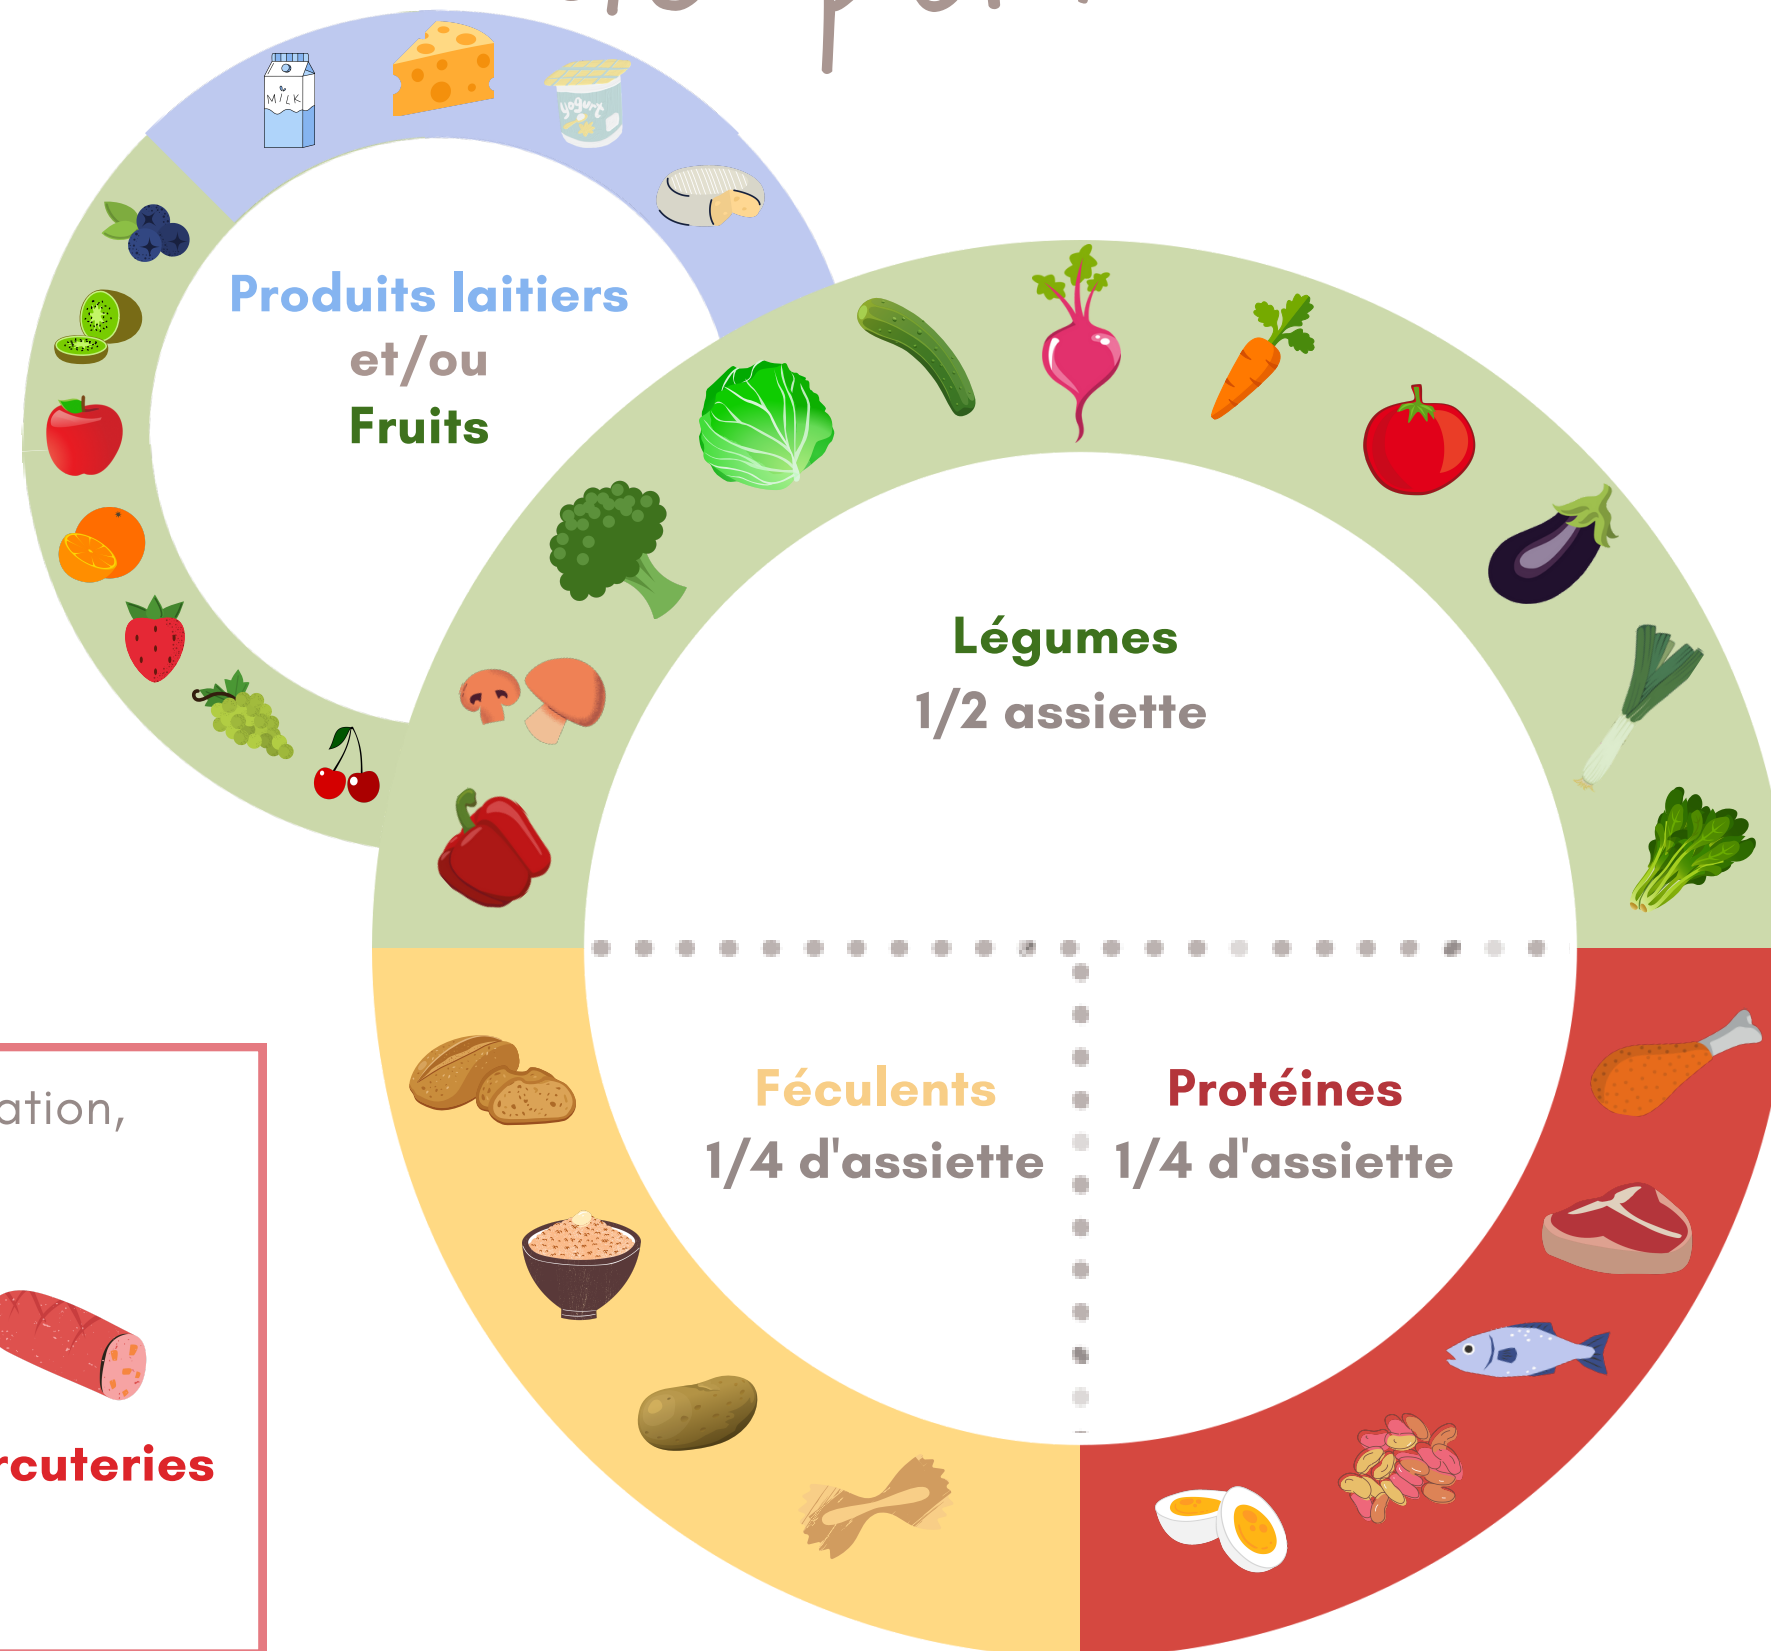 MILK
yogurt
Produits laitiers
et/ou
Fruits
Légumes
1/2 assiette
Féculents
1/4 d'assiette
Protéines
1/4 d'assiette
ation,
rcuteries